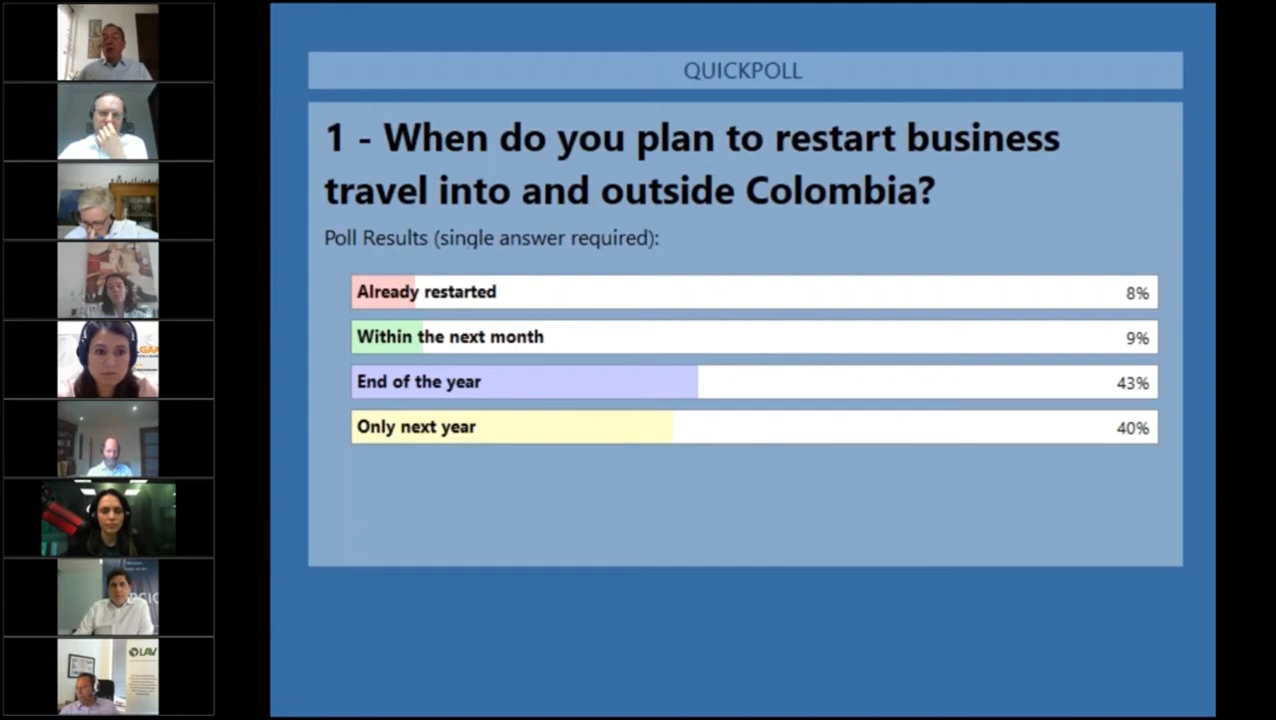 QUICKPOLL
1 - When do you plan to restart business
travel into and outside Colombia?
Poll Results (single answer required):
Already restarted 8%
Within the next month 9%
End of the year 43%
Only next year 40%
LAV